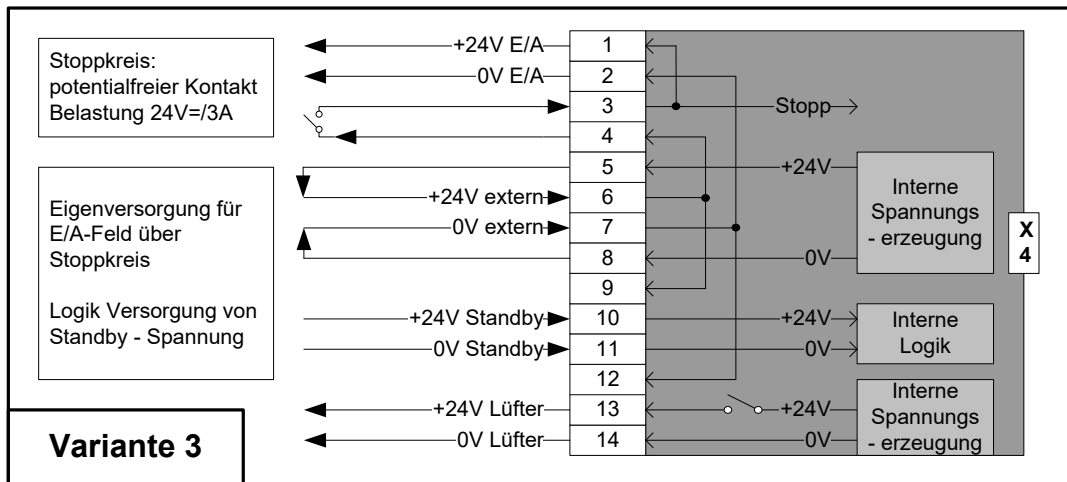 Stoppkreis:
potentialfreier Kontakt
Belastung 24V=/3A
Eigenversorgung für
E/A-Feld über
Stoppkreis
Logik Versorgung von
Standby - Spannung
Variante 3
+24V E/A
0V E/A
+24V extern
0V extern
+24V Standby
0V Standby
+24V Lüfter
0V Lüfter
1
2
3
4
5
6
7
8
9
10
11
12
13
14
Stopp
+24V
0V
+24V
0V
+24V
0V
Interne
Spannungs
- erzeugung
Interne
Logik
Interne
Spannungs
- erzeugung
X
4